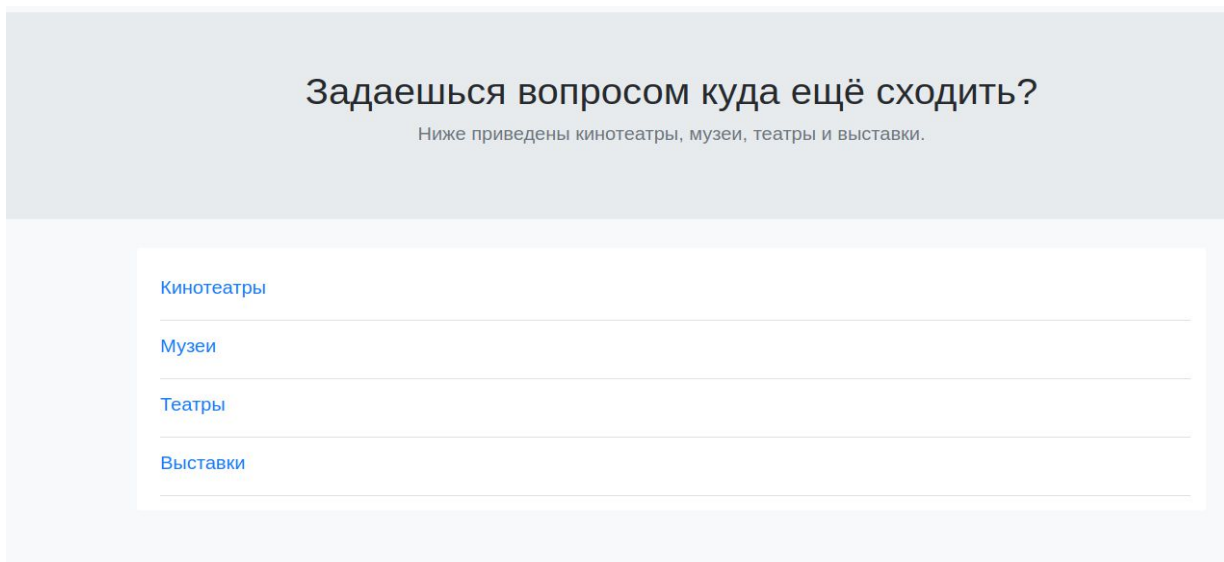 Задаешься вопросом куда ещё сходить?
Ниже приведены кинотеатры, музеи, театры и выставки.
Кинотеатры
Музеи
Театры
Выставки